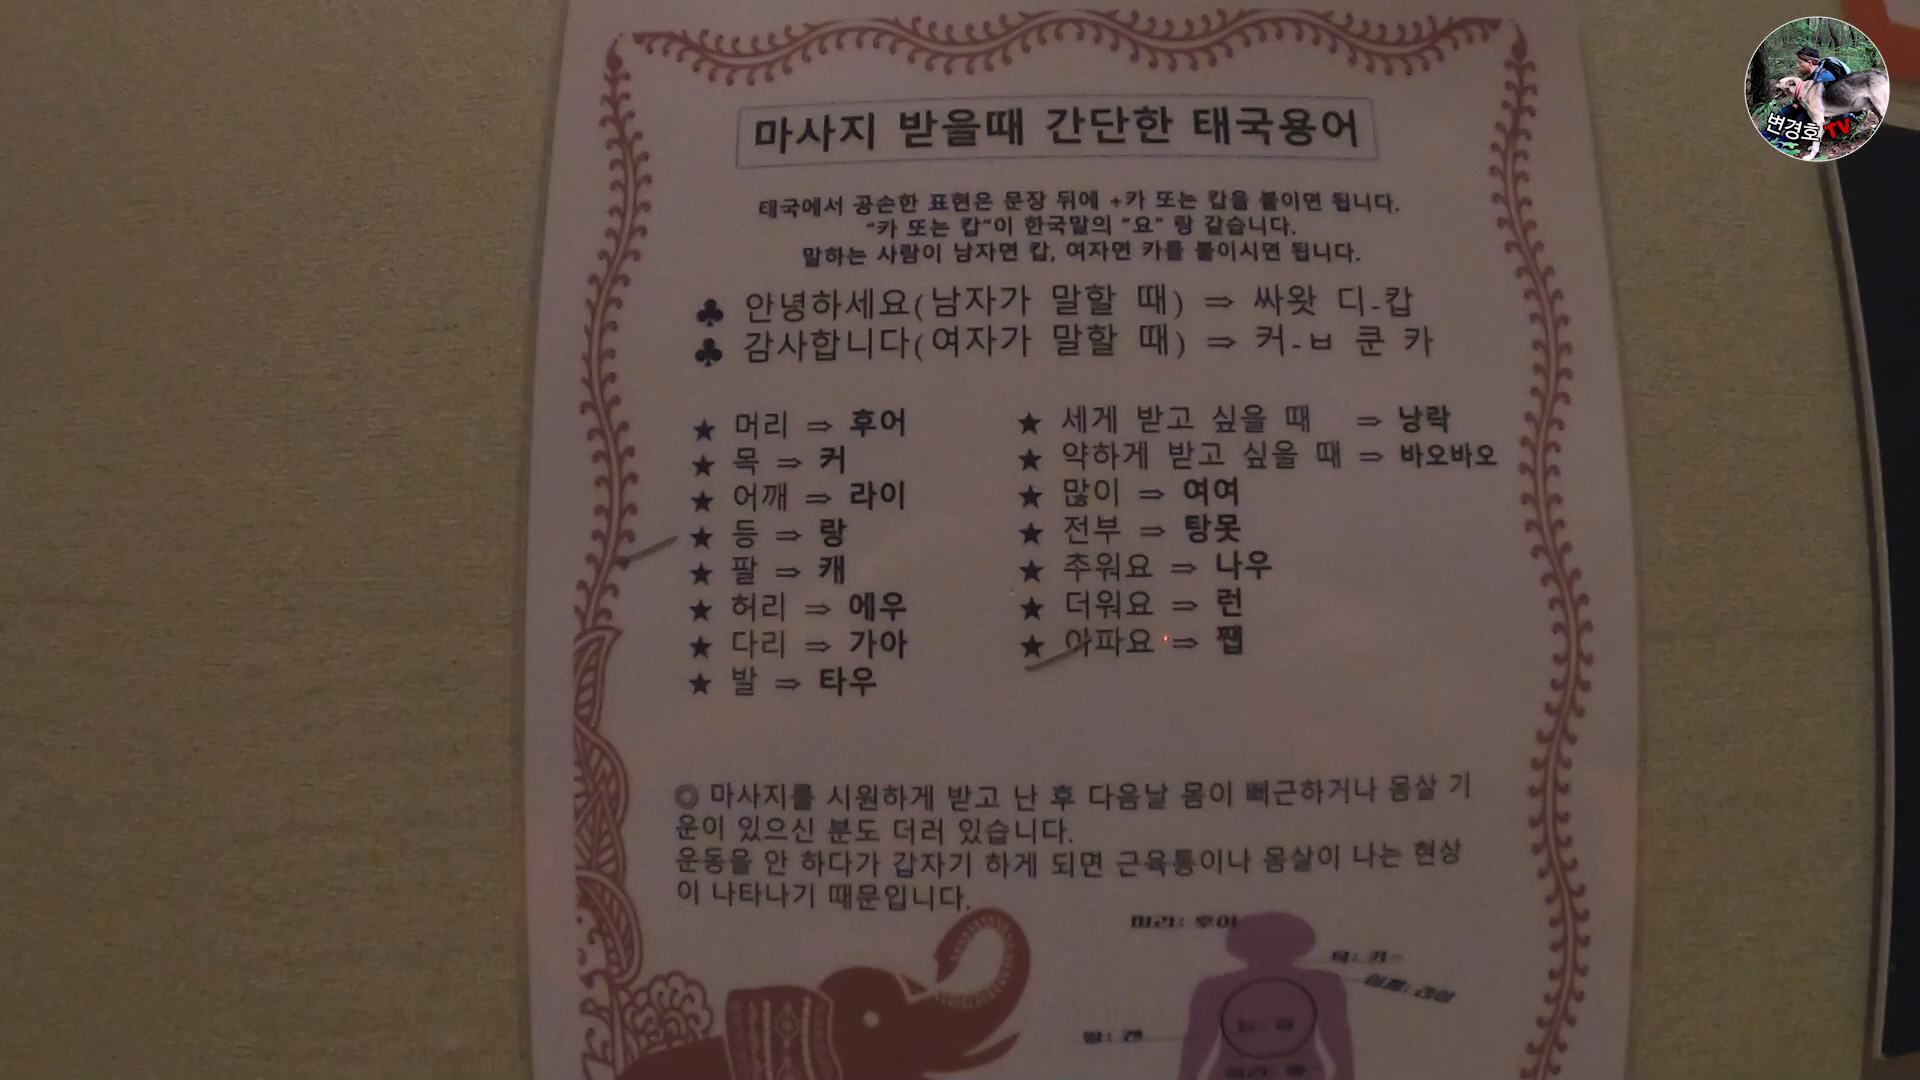 변경호 TV
마사지 받을때 간단한 태국용어
태국에서 공손한 표현은 문장 뒤에 +카 또는 캅을 붙이면 됩니다.
“카 또는 캅“이 한국말의 “요” 랑 같습니다.
말하는 사람이 남자면 캅, 여자면 카를 붙이시면 됩니다.
♣ 안녕하세요(남자가 말할 때) ⇒ 싸왓 디-캅
♣ 감사합니다(여자가 말할 때) ⇒ 커-ㅂ 쿤 카
★ 머리 ⇒ 후어
★ 목 ⇒ 커
★ 어깨 ⇒ 라이
★ 등 ⇒ 랑
★ 팔 ⇒ 캐
★ 허리 ⇒ 에우
★ 다리 ⇒ 가아
★ 발 ⇒ 타우
★ 세게 받고 싶을 때 ⇒ 낭락
★ 약하게 받고 싶을 때 ⇒ 바오바오
★ 많이 ⇒ 여여
★ 전부 ⇒ 탕못
★ 추워요 ⇒ 나우
★ 더워요 ⇒ 런
★ 아파요 ⇒ 쨉
◎ 마사지를 시원하게 받고 난 후 다음날 몸이 뻐근하거나 몸살 기
운이 있으신 분도 더러 있습니다.
운동을 안 하다가 갑자기 하게 되면 근육통이나 몸살이 나는 현상
이 나타나기 때문입니다.
머리: 후어